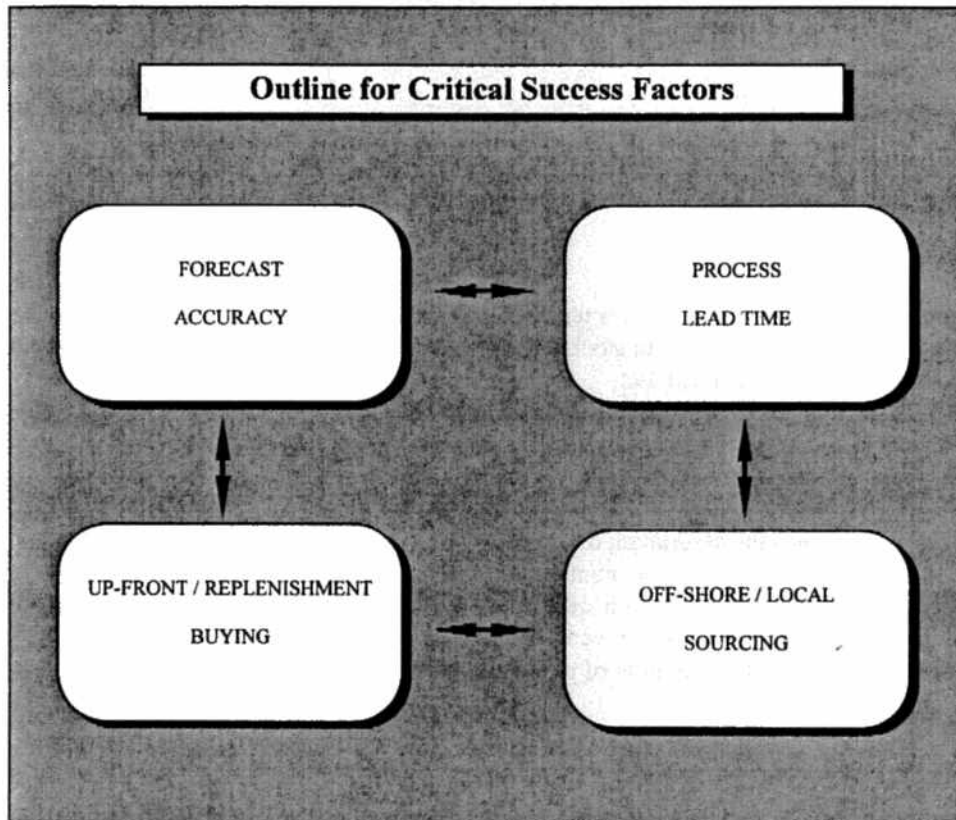 Outline for Critical Success Factors
FORECAST
ACCURACY
PROCESS
LEAD TIME
UP-FRONT / REPLENISHMENT
BUYING
OFF-SHORE / LOCAL
SOURCING